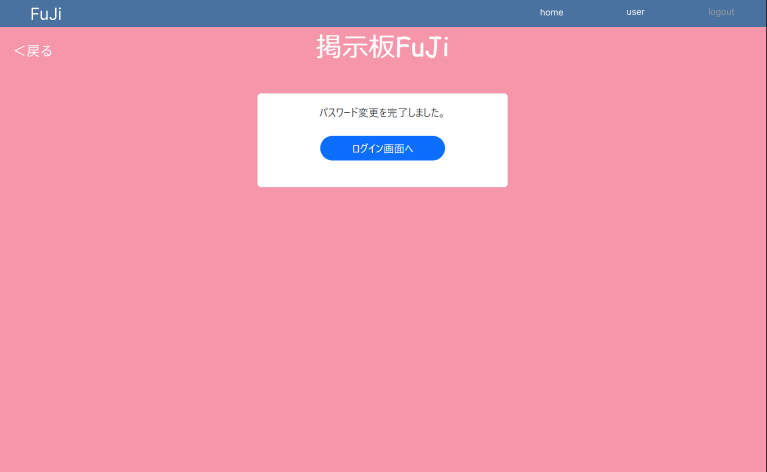 FuJi
home
user
logout
掲示板FuJi
＜戻る
パスワード変更を完了しました。
ログイン画面へ